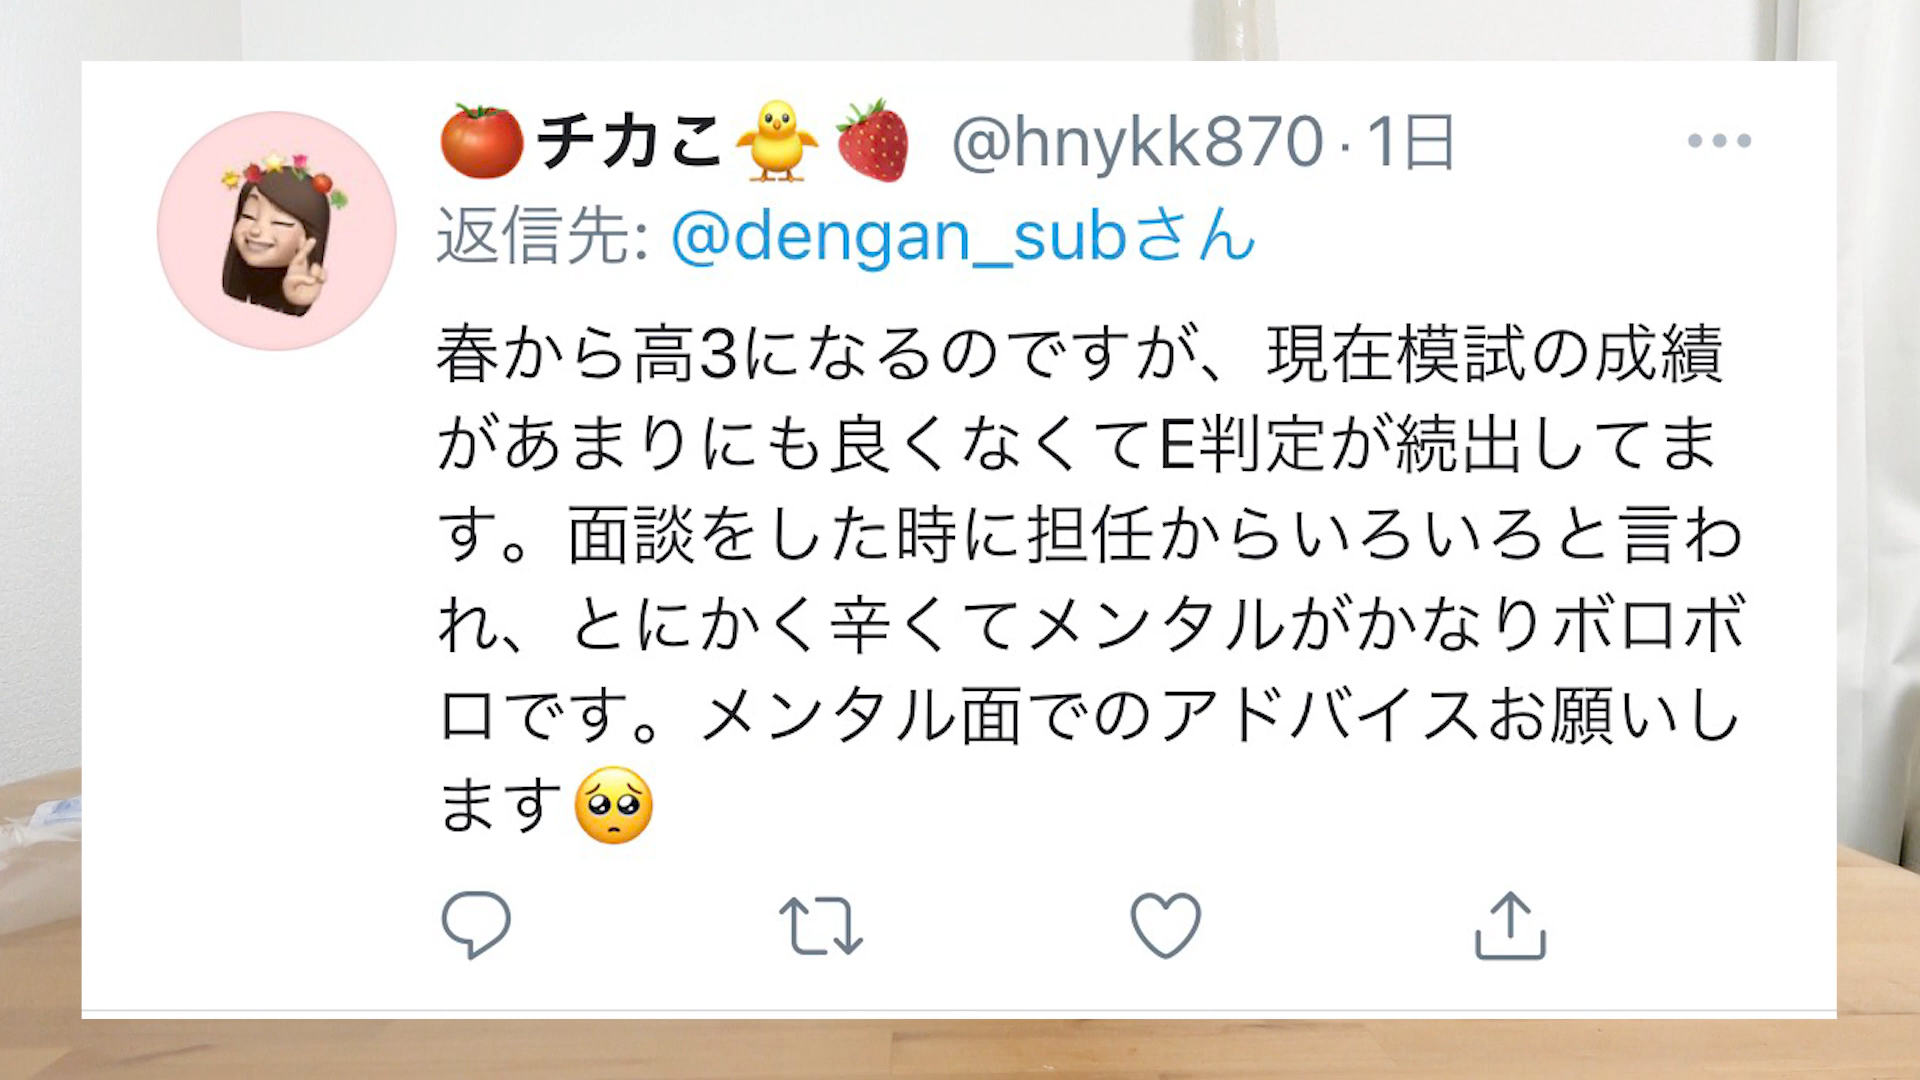 🍅チカこ🐥🍓 @hnykk870·1日
返信先: @dengan_subさん
春から高3になるのですが、現在模試の成績
があまりにも良くなくてE判定が続出してま
す。面談をした時に担任からいろいろと言わ
れ、とにかく辛くてメンタルがかなりボロボ
ロです。メンタル面でのアドバイスお願いし
ます🥺